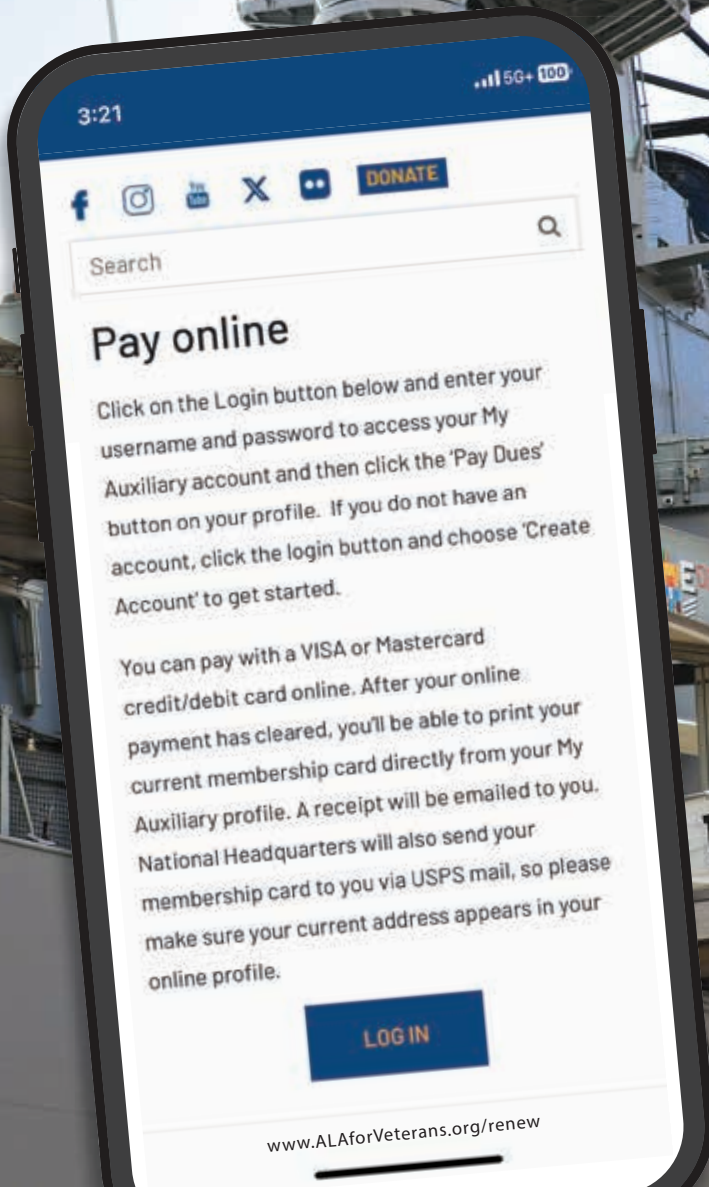 3:21
5G+ 100
DONATE
Search
Pay online
Click on the Login button below and enter your
username and password to access your My
Auxiliary account and then click the 'Pay Dues'
button on your profile. If you do not have an
account, click the login button and choose 'Create
Account' to get started.
You can pay with a VISA or Mastercard
credit/debit card online. After your online
payment has cleared, you'll be able to print your
current membership card directly from your My
Auxiliary profile. A receipt will be emailed to you.
National Headquarters will also send your
membership card to you via USPS mail, so please
make sure your current address appears in your
online profile.
LOG IN
www.ALAforVeterans.org/renew